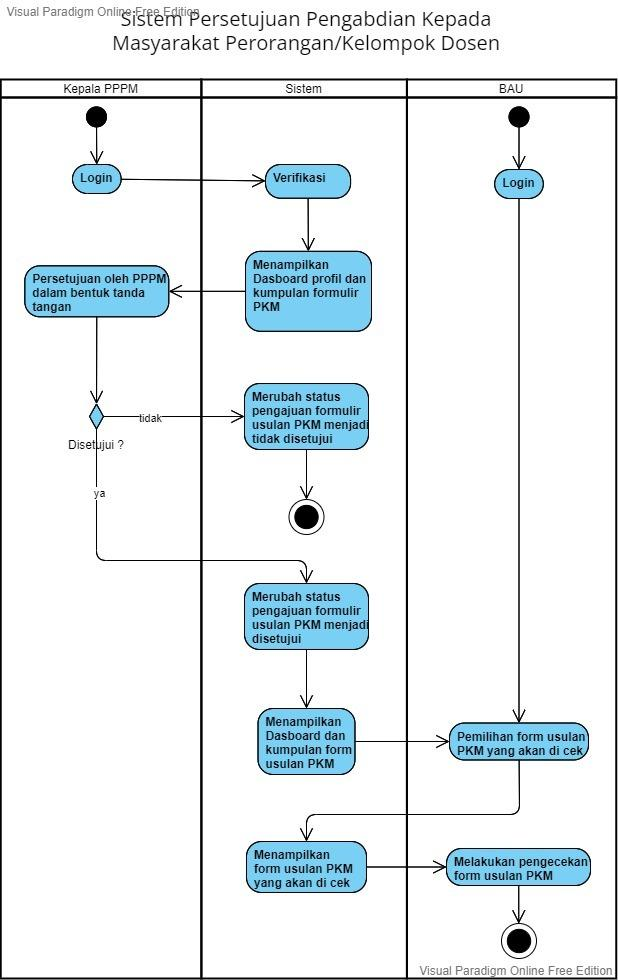 Visual Paradigm Online Free Edition
Sistem Persetujuan Pengabdian Kepada
Masyarakat Perorangan/Kelompok Dosen
Kepala PPPM
Sistem
BAU
Login
Verifikasi
Login
Menampilkan
Dasboard profil dan
kumpulan formulir
PKM
Persetujuan oleh PPPM
dalam bentuk tanda
tangan
Merubah status
pengajuan formulir
usulan PKM menjadi
tidak disetujui
tidak
Disetujui ?
ya
Merubah status
pengajuan formulir
usulan PKM menjadi
disetujui
Menampilkan
Dasboard dan
kumpulan form
usulan PKM
Pemilihan form usulan
PKM yang akan di cek
Menampilkan
form usulan PKM
yang akan di cek
Melakukan pengecekan
form usulan PKM
Visual Paradigm Online Free Edition